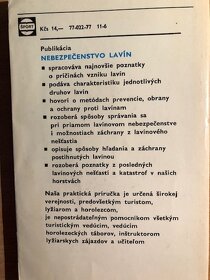 ŠPORT
Kčs 14,— 77-022-77 11-6
Publikácia
NEBEZPEČENSTVO LAVÍN
■ spracováva najnovšie poznatky
o príčinách vzniku lavín
■ podáva charakteristiku jednotlivých
druhov lavín
■ hovorí o metódach prevencie, obrany
a ochrany proti lavínam
■ rozoberá spôsoby správania sa
pri priamom lavínovom nebezpečenstve
i možnostiach záchrany z lavínového
nešťastia
■ opisuje spôsoby hľadania a záchrany
postihnutých lavínou
■ rozoberá poznatky z posledných
lavínových nešťastí a katastrof v našich
horstvách
Naša praktická príručka je určená širokej
verejnosti, predovšetkým turistom,
lyžiarom a horolezcom,
je nepostrádateľným pomocníkom všetkým
turistickým vedúcim, vedúcim
horolezeckých táborov, inštruktorom
lyžiarskych zájazdov a učiteľom